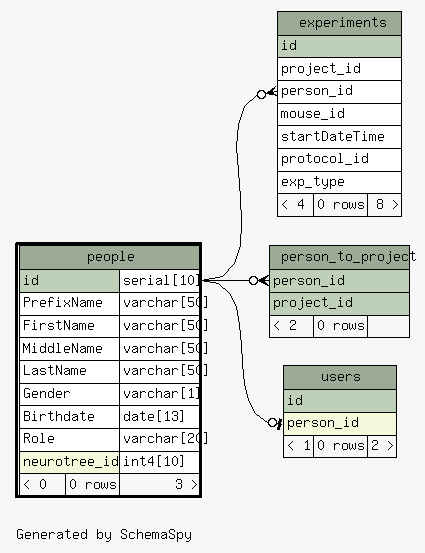 experiments
id
project_id
person_id
mouse_id
startDateTime
protocol_id
exp_type
< 4 0 rows 8 >
person_to_project
person_id
project_id
< 2 0 rows
users
id
person_id
< 1 0 rows 2 >
people
id serial[10]
PrefixName varchar[50]
FirstName varchar[50]
MiddleName varchar[50]
LastName varchar[50]
Gender varchar[1]
Birthdate date[13]
Role varchar[20]
neurotree_id int4[10]
< 0 0 rows 3 >
Generated by SchemaSpy